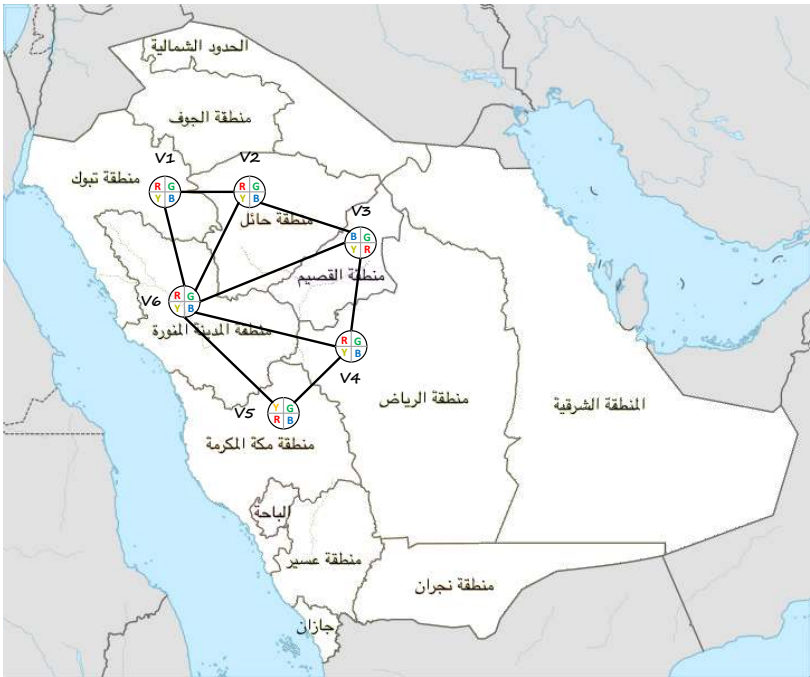 الحدود الشمالية
منطقة الجوف
V1
V2
منطقة تبوك
R G
Y B
R G
Y B
V3
منطقة حائل
B G
Y R
منطقة القصيم
V6
R G
Y B
منطقة المدينة المنورة
R G
Y B
V4
منطقة الرياض
المنطقة الشرقية
V5
Y G
R B
منطقة مكة المكرمة
الباحة
منطقة عسير
منطقة نجران
جازان